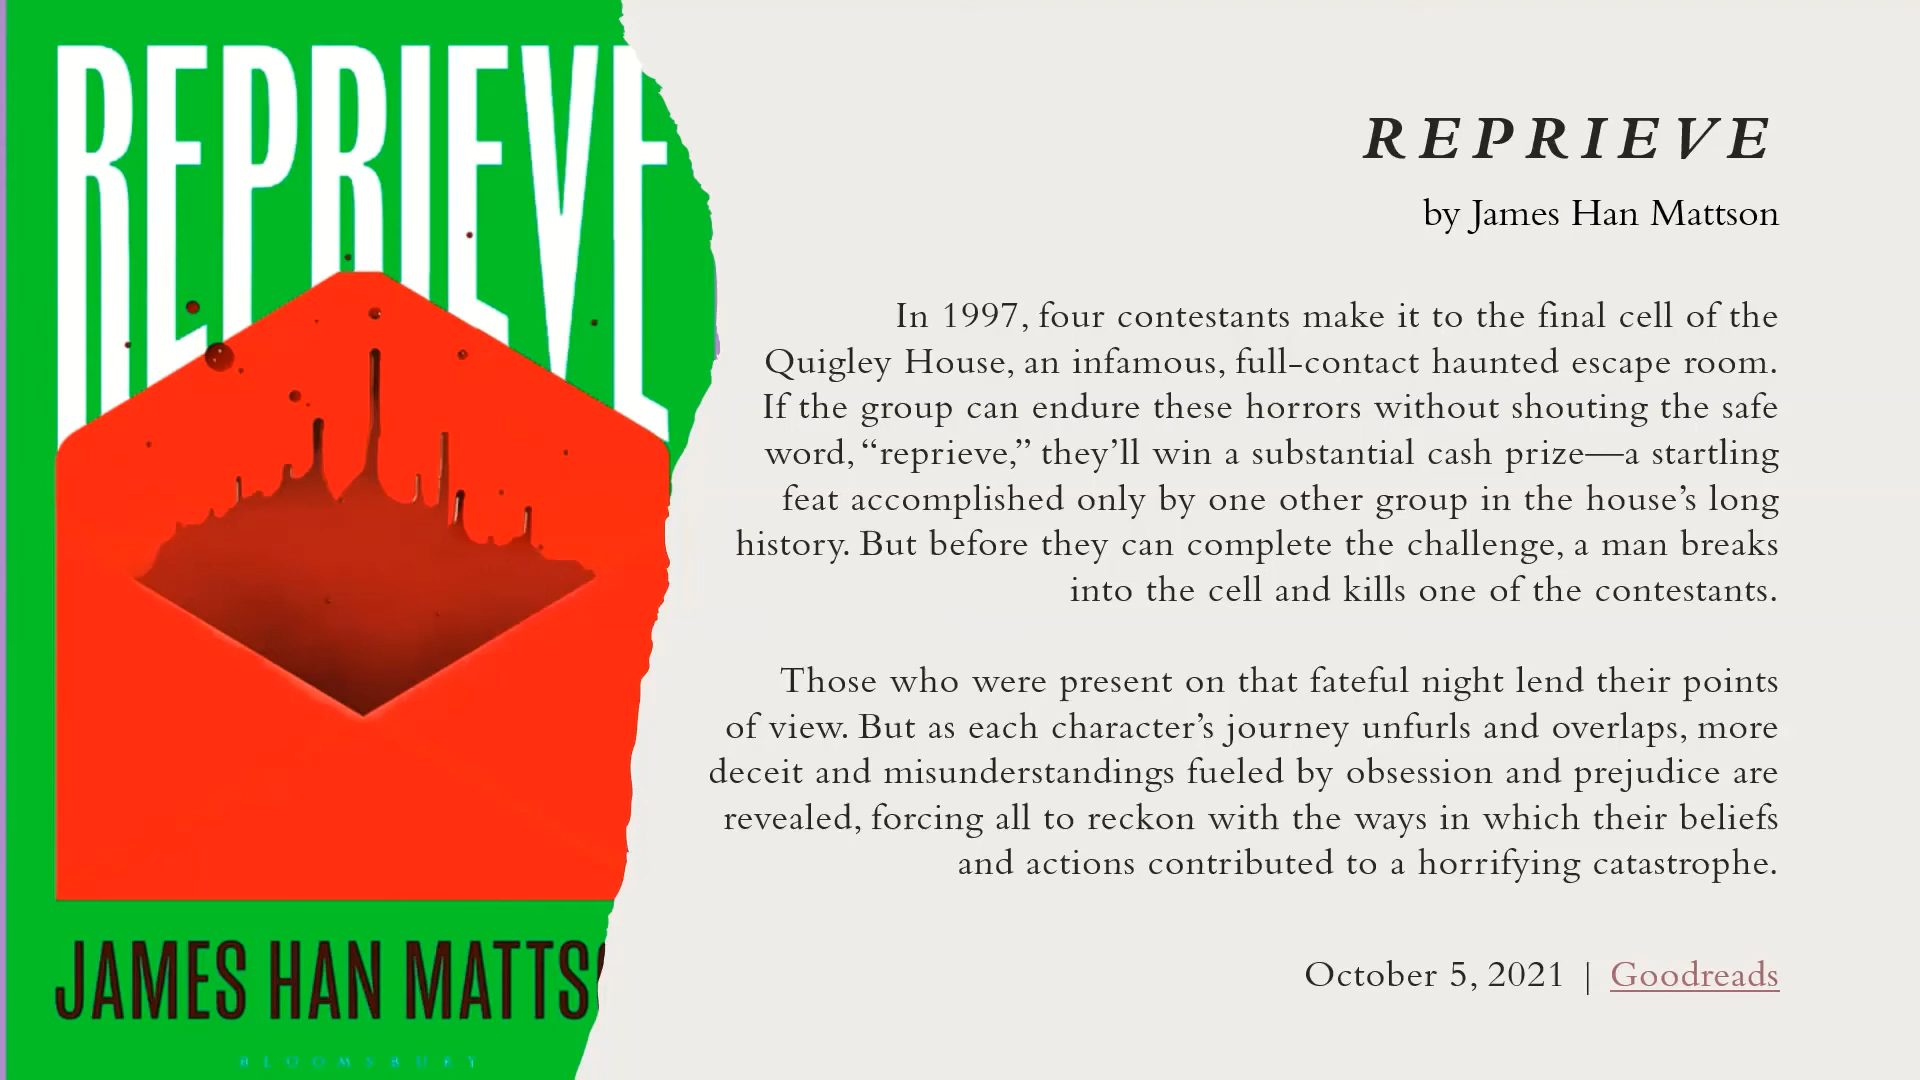 REPRIEVE
JAMES HAN MATTSO
BLOOMSBURY
REPRIEVE
by James Han Mattson
In 1997, four contestants make it to the final cell of the
Quigley House, an infamous, full-contact haunted escape room.
If the group can endure these horrors without shouting the safe
word, “reprieve,” they’ll win a substantial cash prize—a startling
feat accomplished only by one other group in the house’s long
history. But before they can complete the challenge, a man breaks
into the cell and kills one of the contestants.
Those who were present on that fateful night lend their points
of view. But as each character’s journey unfurls and overlaps, more
deceit and misunderstandings fueled by obsession and prejudice are
revealed, forcing all to reckon with the ways in which their beliefs
and actions contributed to a horrifying catastrophe.
October 5, 2021 | Goodreads